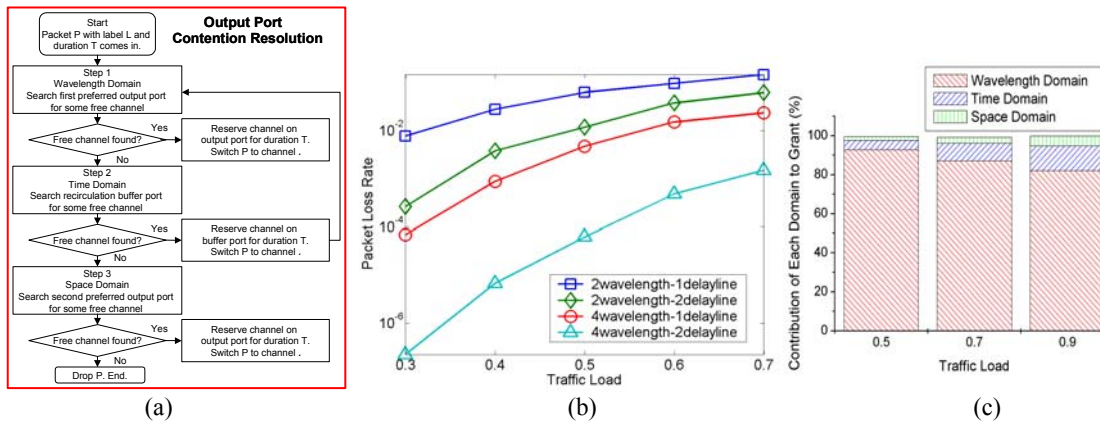 Start
Packet P with label L and
duration T comes in.
Output Port
Contention Resolution
Step 1
Wavelength Domain
Search first preferred output port
for some free channel
Free channel found?
Yes
Reserve channel on
output port for duration T.
Switch P to channel .
No
Step 2
Time Domain
Search recirculation buffer port
for some free channel
Free channel found?
Yes
Reserve channel on
buffer port for duration T.
Switch P to channel .
No
Step 3
Space Domain
Search second preferred output port
for some free channel
Free channel found?
Yes
Reserve channel on
output port for duration T.
Switch P to channel .
No
Drop P. End.
(a)
Packet Loss Rate
10-2
10-4
10-6
2wavelength-1delayline
2wavelength-2delayline
4wavelength-1delayline
4wavelength-2delayline
0.3 0.4 0.5 0.6 0.7
Traffic Load
(b)
Wavelength Domain
Time Domain
Space Domain
Contribution of Each Domain to Grant (%)
100
80
60
40
20
0
0.5 0.7 0.9
Traffic Load
(c)